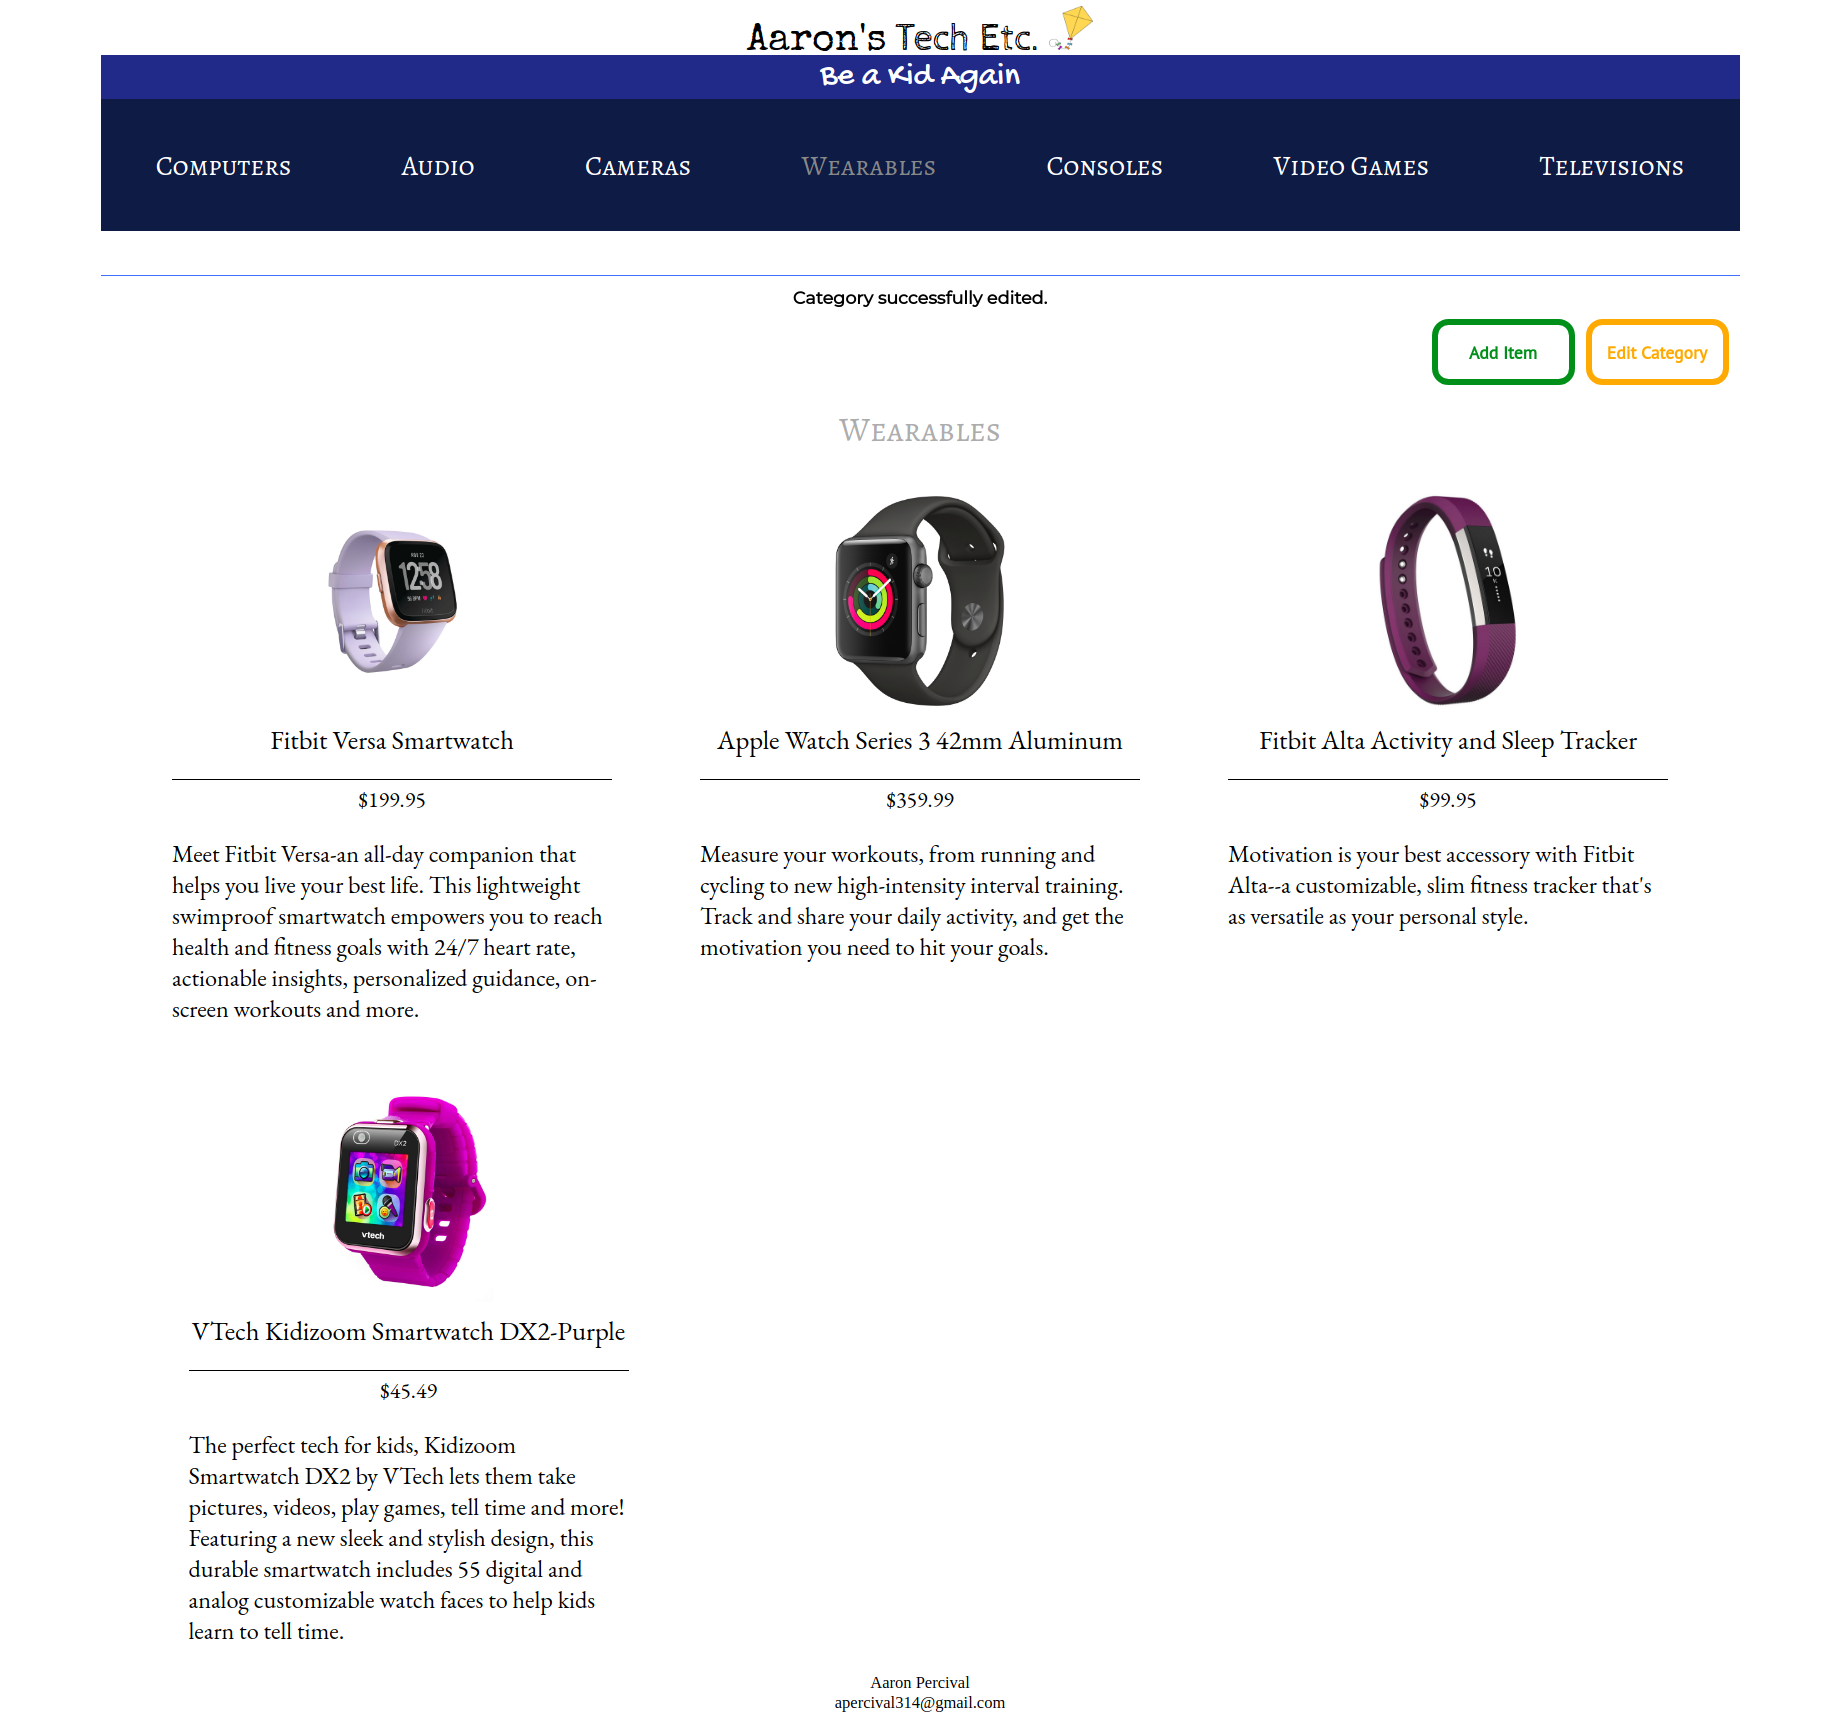 Aaron's Tech Etc.
Be a Kid Again
Computers Audio Cameras Wearables Consoles Video Games Televisions
Category successfully edited.
Add Item Edit Category
Wearables
1258
10
Fitbit Versa Smartwatch
$199.95
Meet Fitbit Versa-an all-day companion that
helps you live your best life. This lightweight
swimproof smartwatch empowers you to reach
health and fitness goals with 24/7 heart rate,
actionable insights, personalized guidance, on-
screen workouts and more.
Apple Watch Series 3 42mm Aluminum
$359.99
Measure your workouts, from running and
cycling to new high-intensity interval training.
Track and share your daily activity, and get the
motivation you need to hit your goals.
Fitbit Alta Activity and Sleep Tracker
$99.95
Motivation is your best accessory with Fitbit
Alta--a customizable, slim fitness tracker that's
as versatile as your personal style.
DX2
vtech
VTech Kidizoom Smartwatch DX2-Purple
$45.49
The perfect tech for kids, Kidizoom
Smartwatch DX2 by VTech lets them take
pictures, videos, play games, tell time and more!
Featuring a new sleek and stylish design, this
durable smartwatch includes 55 digital and
analog customizable watch faces to help kids
learn to tell time.
Aaron Percival
apercival314@gmail.com